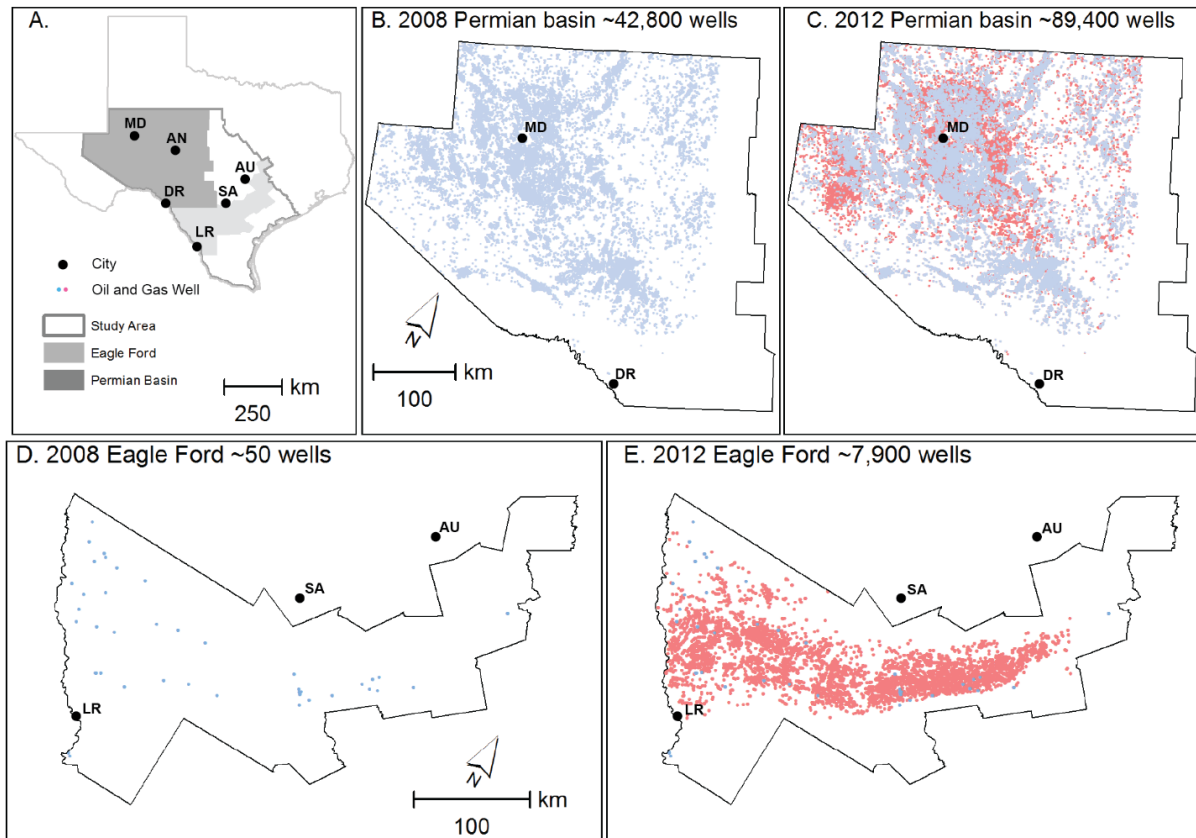 A.
MD
AN
AU
DR
SA
LR
City
Oil and Gas Well
Study Area
Eagle Ford
Permian Basin
km
250
B. 2008 Permian basin ~42,800 wells
MD
N
km
100
DR
C. 2012 Permian basin ~89,400 wells
MD
DR
D. 2008 Eagle Ford ~50 wells
AU
SA
LR
N
km
100
E. 2012 Eagle Ford ~7,900 wells
AU
SA
LR